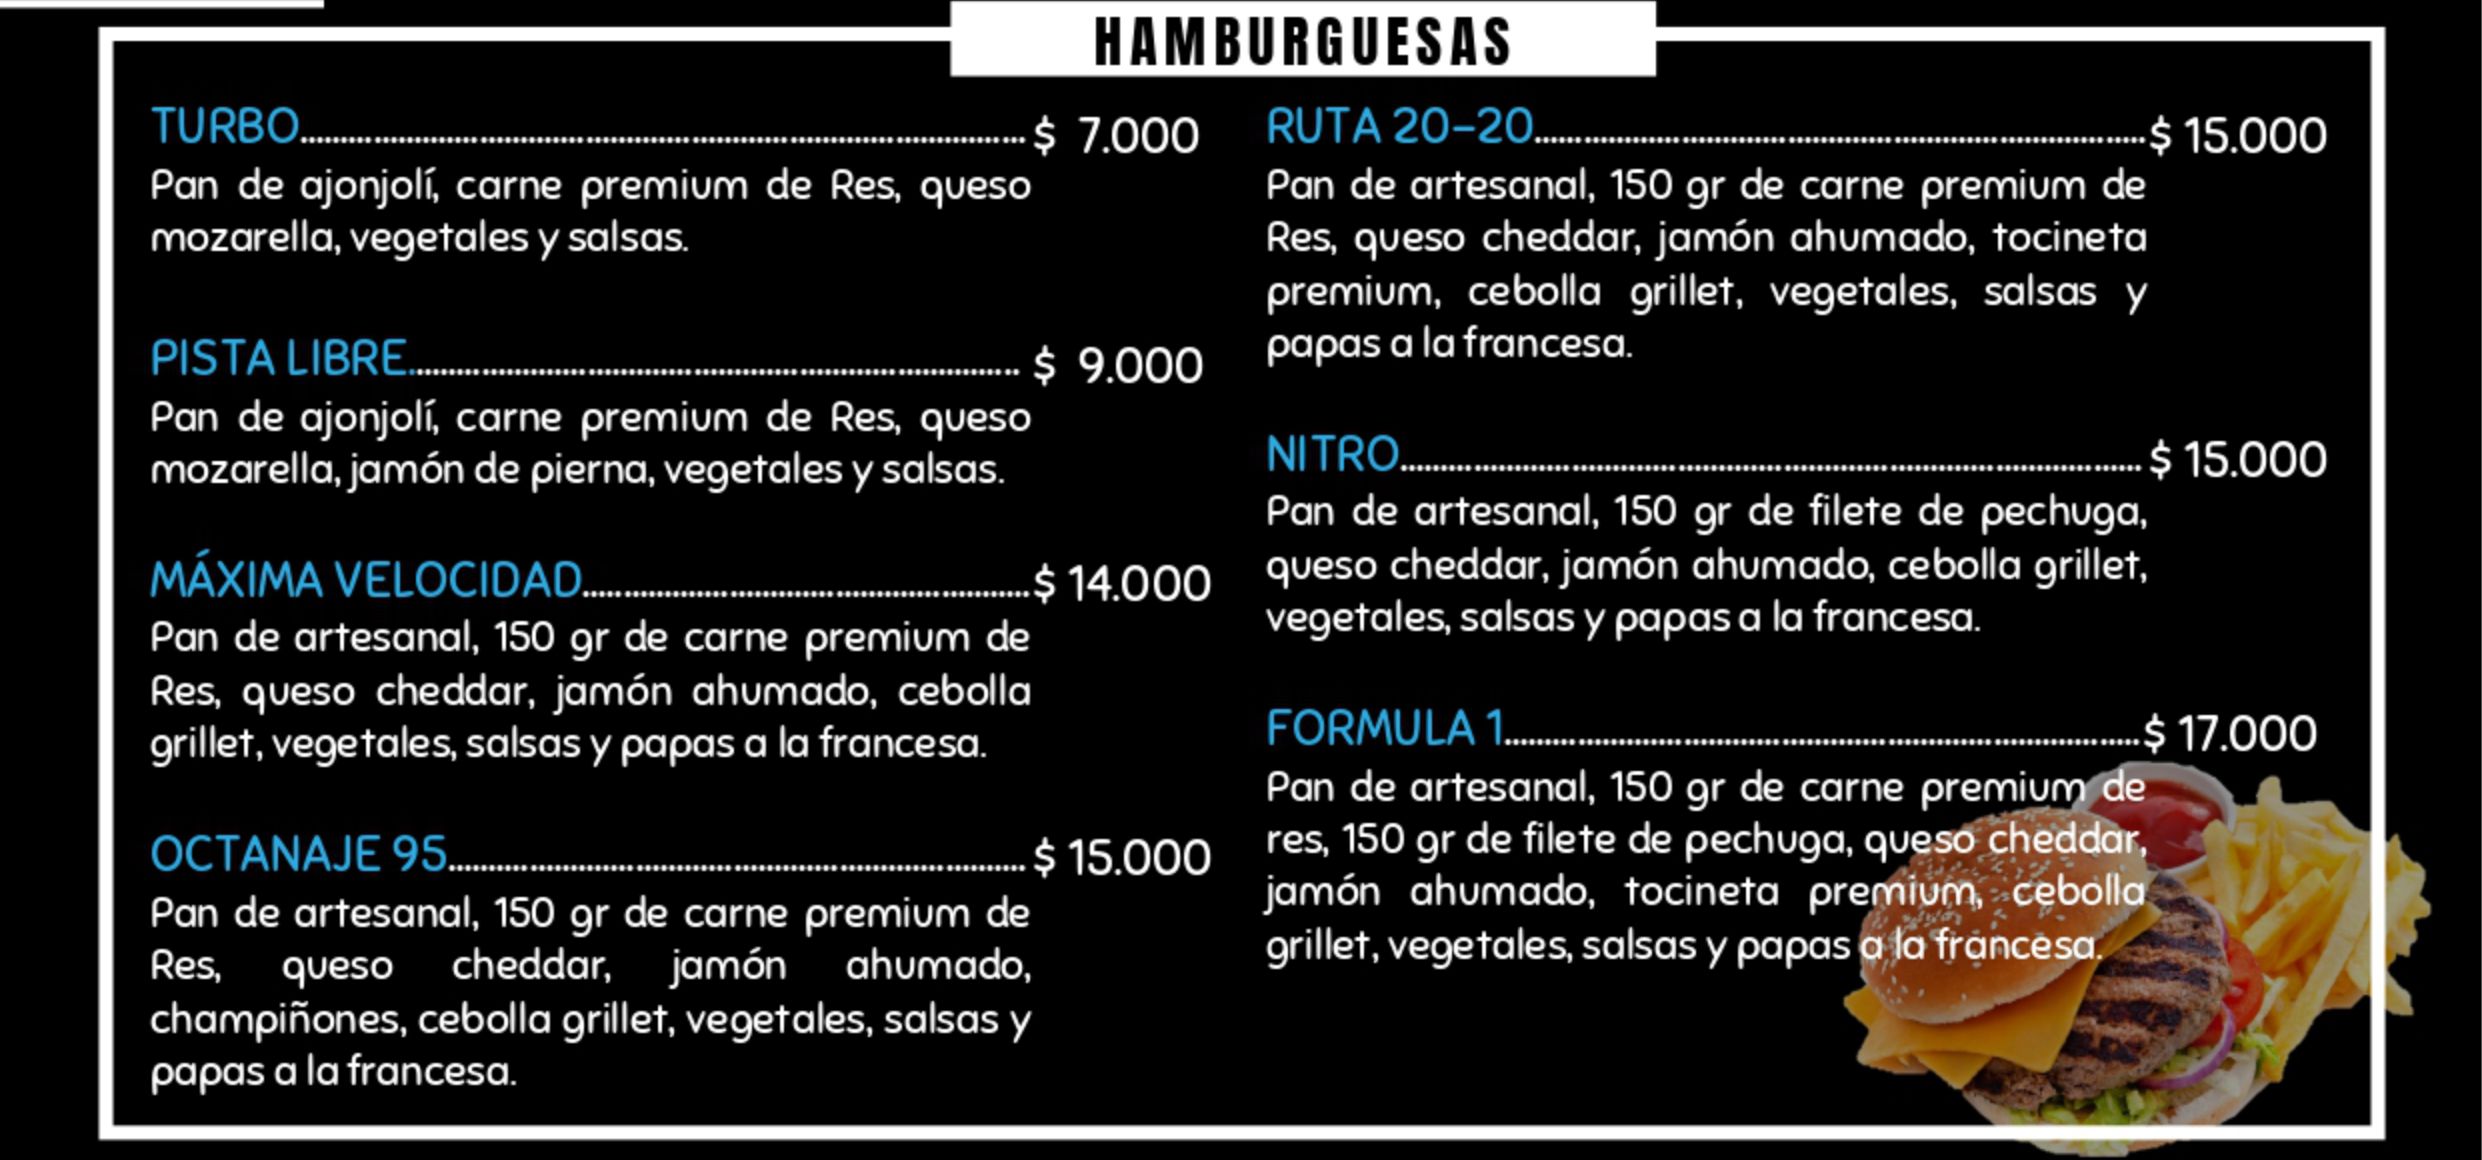 HAMBURGUESAS
TURBO........................................................$ 7.000
Pan de ajonjolí, carne premium de Res, queso
mozarella, vegetales y salsas.
PISTA LIBRE........................................................$ 9.000
Pan de ajonjolí, carne premium de Res, queso
mozarella, jamón de pierna, vegetales y salsas.
MÁXIMA VELOCIDAD........................................................$ 14.000
Pan de artesanal, 150 gr de carne premium de
Res, queso cheddar, jamón ahumado, cebolla
grillet, vegetales, salsas y papas a la francesa.
OCTANAJE 95........................................................$ 15.000
Pan de artesanal, 150 gr de carne premium de
Res, queso cheddar, jamón ahumado,
champiñones, cebolla grillet, vegetales, salsas y
papas a la francesa.
RUTA 20-20........................................................$ 15.000
Pan de artesanal, 150 gr de carne premium de
Res, queso cheddar, jamón ahumado, tocineta
premium, cebolla grillet, vegetales, salsas y
papas a la francesa.
NITRO........................................................$ 15.000
Pan de artesanal, 150 gr de filete de pechuga,
queso cheddar, jamón ahumado, cebolla grillet,
vegetales, salsas y papas a la francesa.
FORMULA 1........................................................$ 17.000
Pan de artesanal, 150 gr de carne premium de
res, 150 gr de filete de pechuga, queso cheddar,
jamón ahumado, tocineta premium, cebolla
grillet, vegetales, salsas y papas a la francesa.